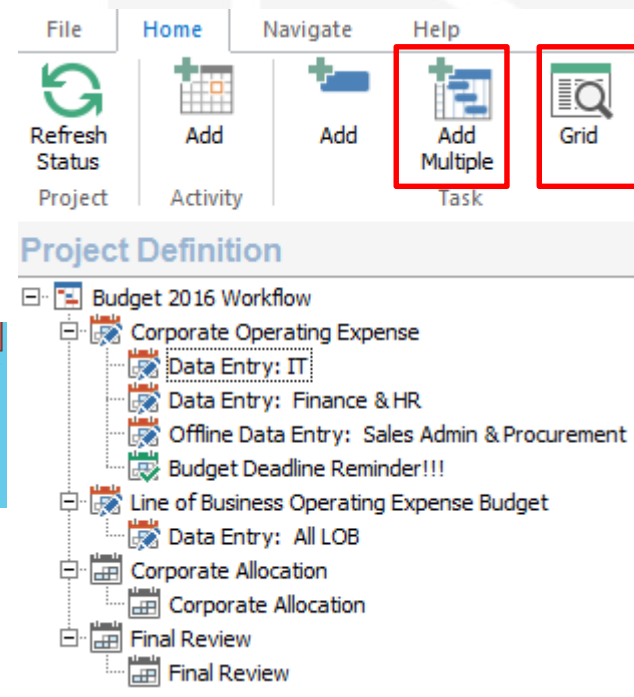 File Home Navigate Help
Refresh Status Add Add Add Multiple Grid
Project Activity Task
Project Definition
Budget 2016 Workflow
Corporate Operating Expense
Data Entry: IT
Data Entry: Finance & HR
Offline Data Entry: Sales Admin & Procurement
Budget Deadline Reminder!!!
Line of Business Operating Expense Budget
Data Entry: All LOB
Corporate Allocation
Corporate Allocation
Final Review
Final Review